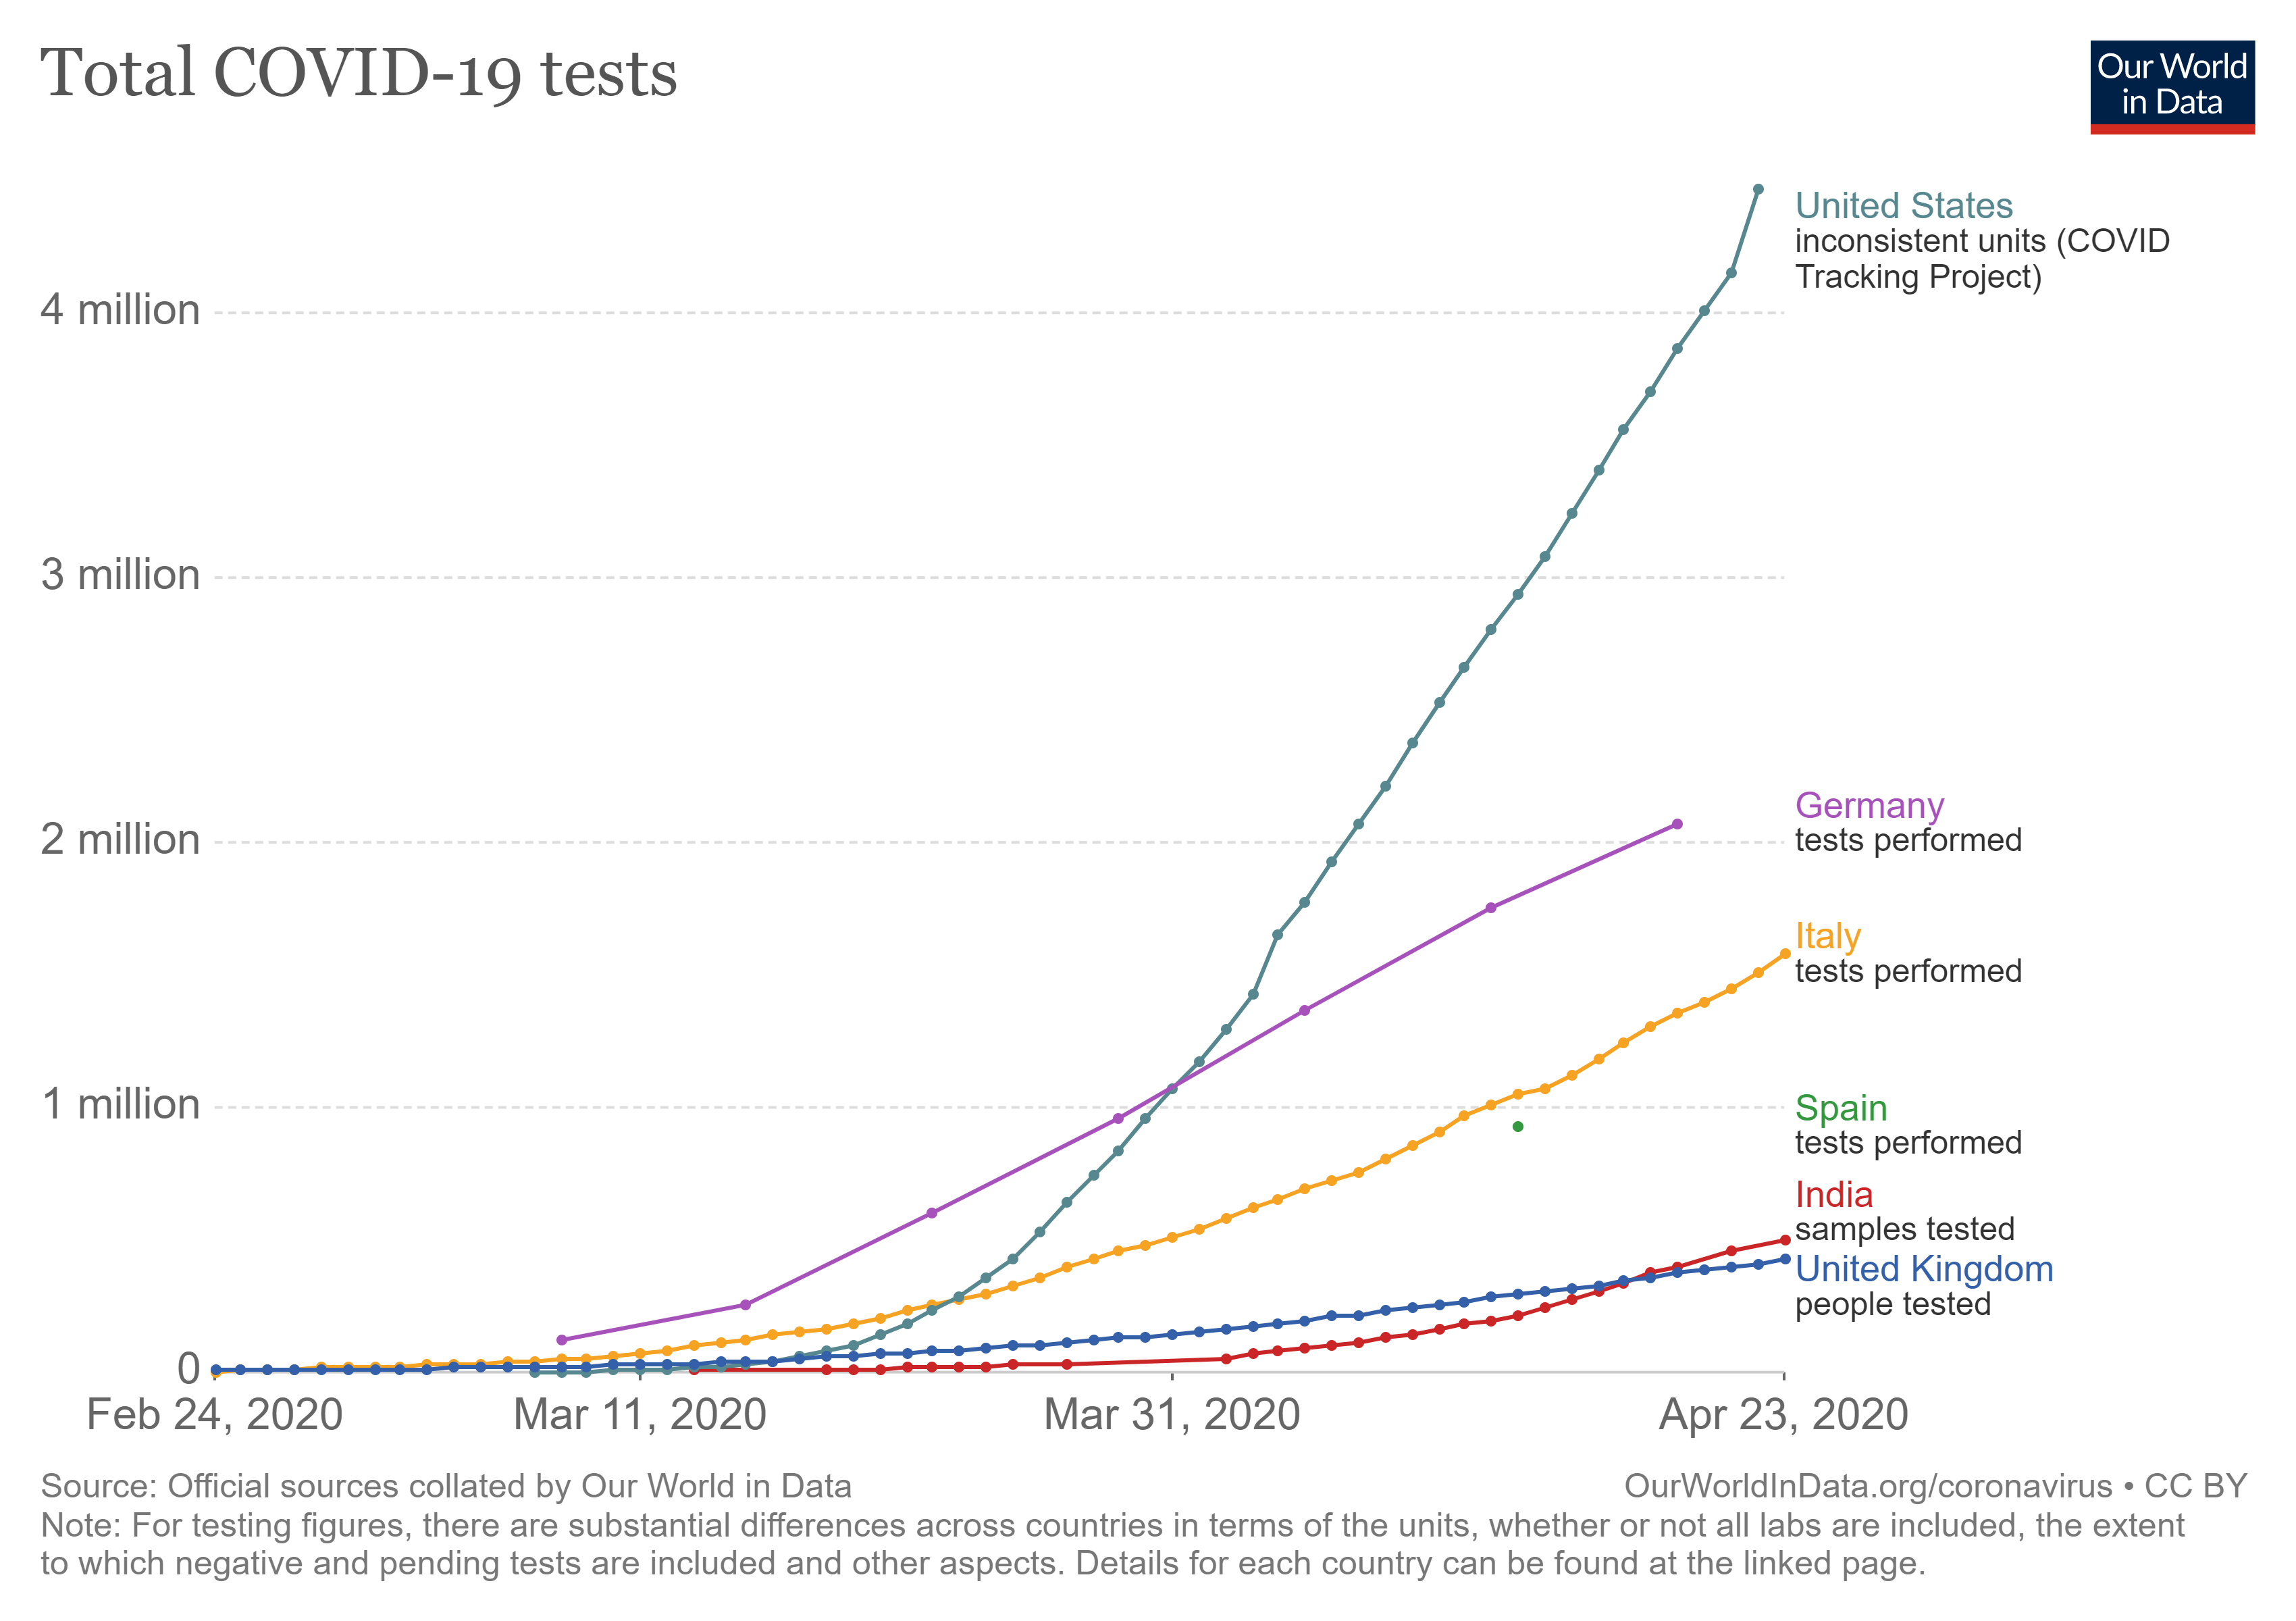 Total COVID-19 tests
Our World
in Data
United States
inconsistent units (COVID
Tracking Project)
4 million
3 million
Germany
tests performed
2 million
Italy
tests performed
1 million
Spain
tests performed
India
samples tested
United Kingdom
people tested
0
Feb 24, 2020
Mar 11, 2020
Mar 31, 2020
Apr 23, 2020
Source: Official sources collated by Our World in Data
OurWorldInData.org/coronavirus • CC BY
Note: For testing figures, there are substantial differences across countries in terms of the units, whether or not all labs are included, the extent
to which negative and pending tests are included and other aspects. Details for each country can be found at the linked page.